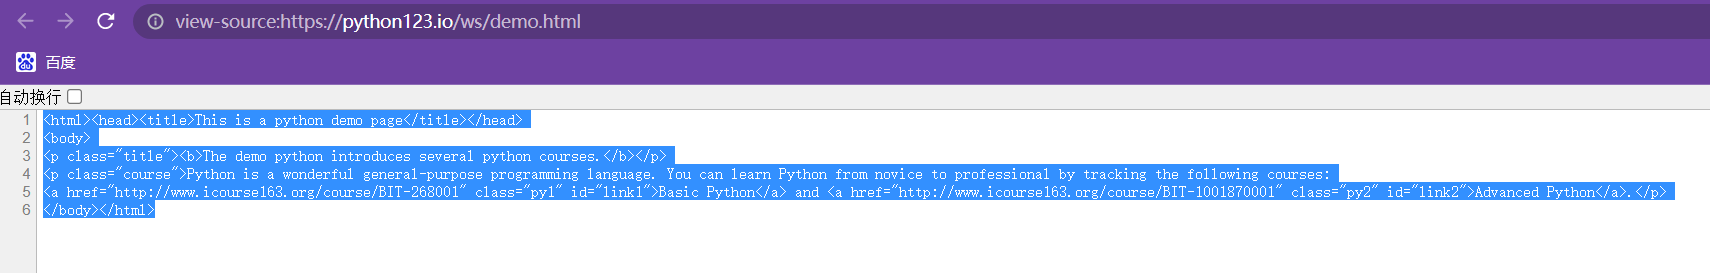 view-source:https://python123.io/ws/demo.html
du 百度
自动换行
1 <html><head><title>This is a python demo page</title></head>
2 <body>
3 <p class="title"><b>The demo python introduces several python courses.</b></p>
4 <p class="course">Python is a wonderful general-purpose programming language. You can learn Python from novice to professional by tracking the following courses:
5 <a href="http://www.icourse163.org/course/BIT-268001" class="py1" id="link1">Basic Python</a> and <a href="http://www.icourse163.org/course/BIT-1001870001" class="py2" id="link2">Advanced Python</a>.</p>
6 </body></html>